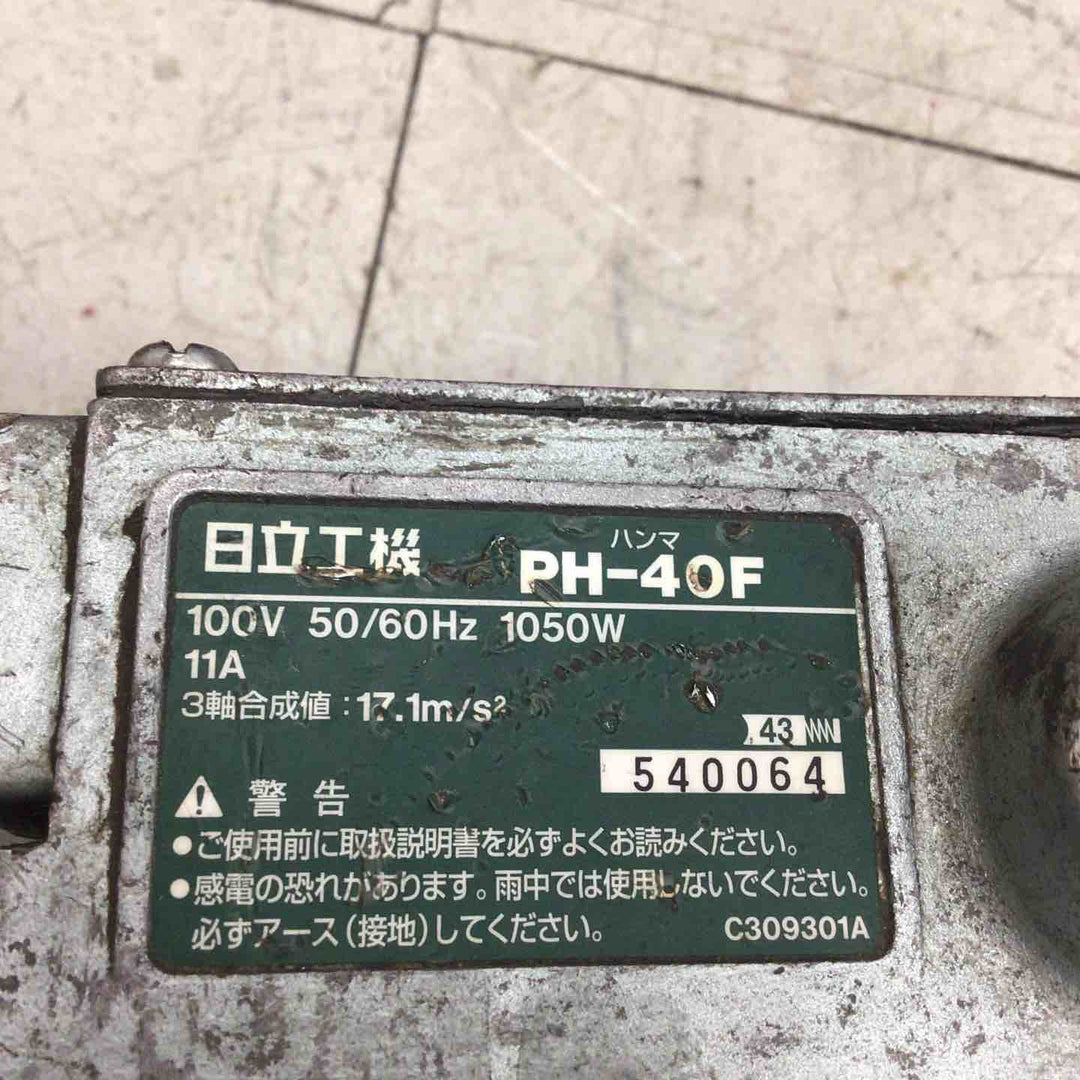 日立工機
ハンマ
PH-40F
100V 50/60Hz 1050W
11A
3軸合成値:17.1m/s²
43
540064
警告
●ご使用前に取扱説明書を必ずよくお読みください。
●感電の恐れがあります。雨中では使用しないでください。
必ずアース(接地)してください。
C309301A